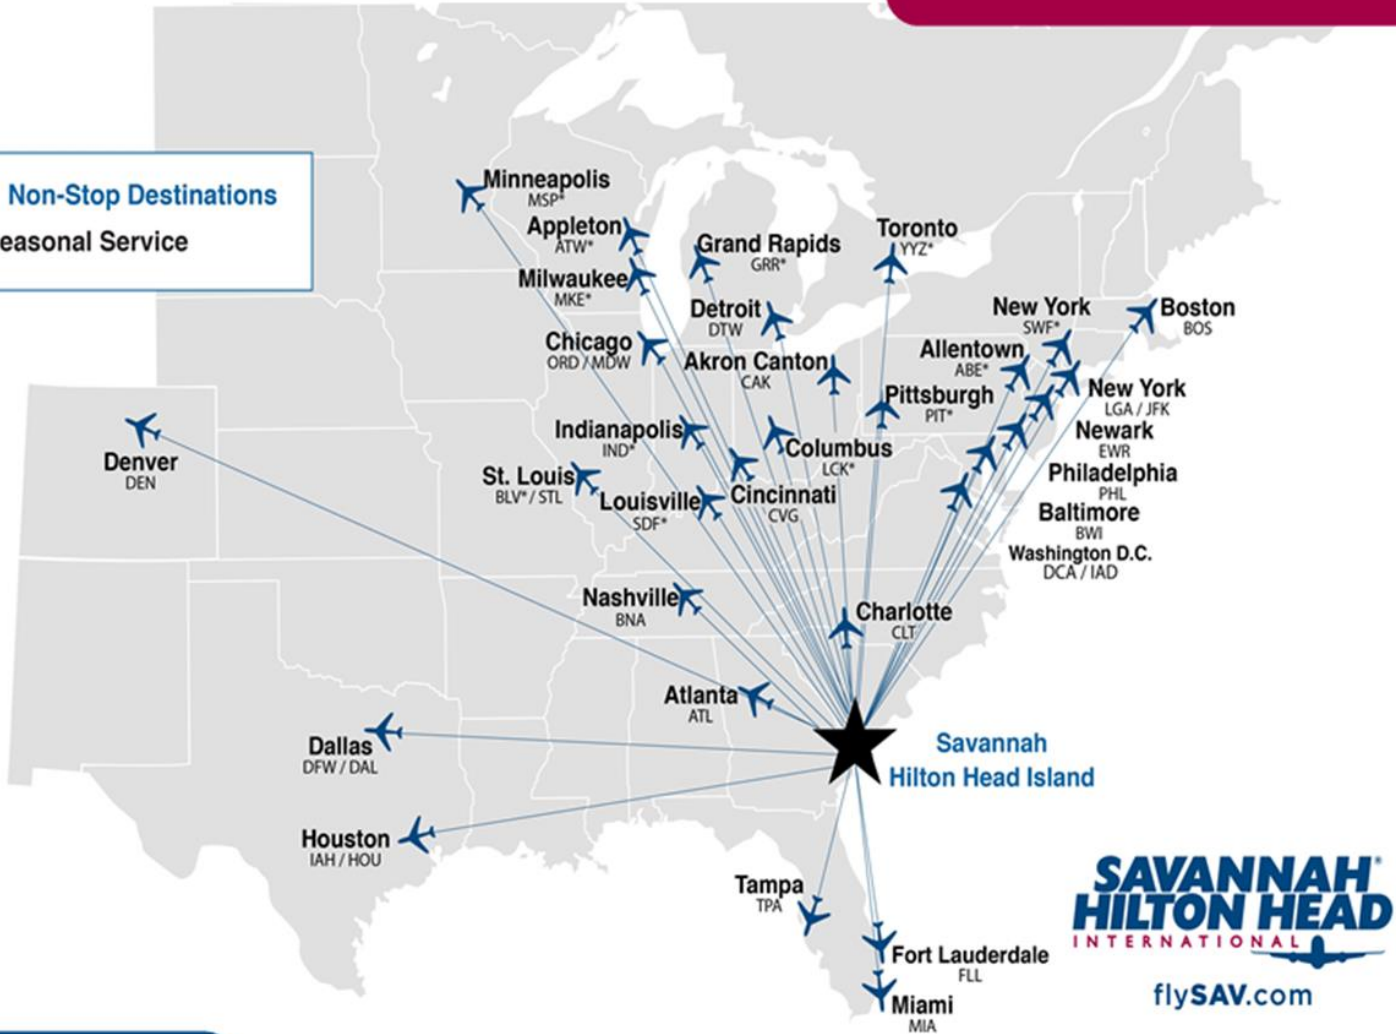 Non-Stop Destinations
easonal Service
Minneapolis
MSP*
Appleton
ATW*
Grand Rapids
GRR*
Toronto
YYZ*
Milwaukee
MKE*
Detroit
DTW
New York
SWF*
Boston
BOS
Chicago
ORD / MDW
Akron Canton
CAK
Allentown
ABE*
Pittsburgh
PIT*
New York
LGA / JFK
Indianapolis
IND*
Columbus
LCK*
Newark
EWR
Denver
DEN
St. Louis
BLV* / STL
Louisville
SDF*
Cincinnati
CVG
Philadelphia
PHL
Baltimore
BWI
Washington D.C.
DCA / IAD
Nashville
BNA
Charlotte
CLT
Atlanta
ATL
Dallas
DFW / DAL
Savannah
Hilton Head Island
Houston
IAH / HOU
Tampa
TPA
Fort Lauderdale
FLL
Miami
MIA
SAVANNAH®
HILTON HEAD
INTERNATIONAL
flySAV.com